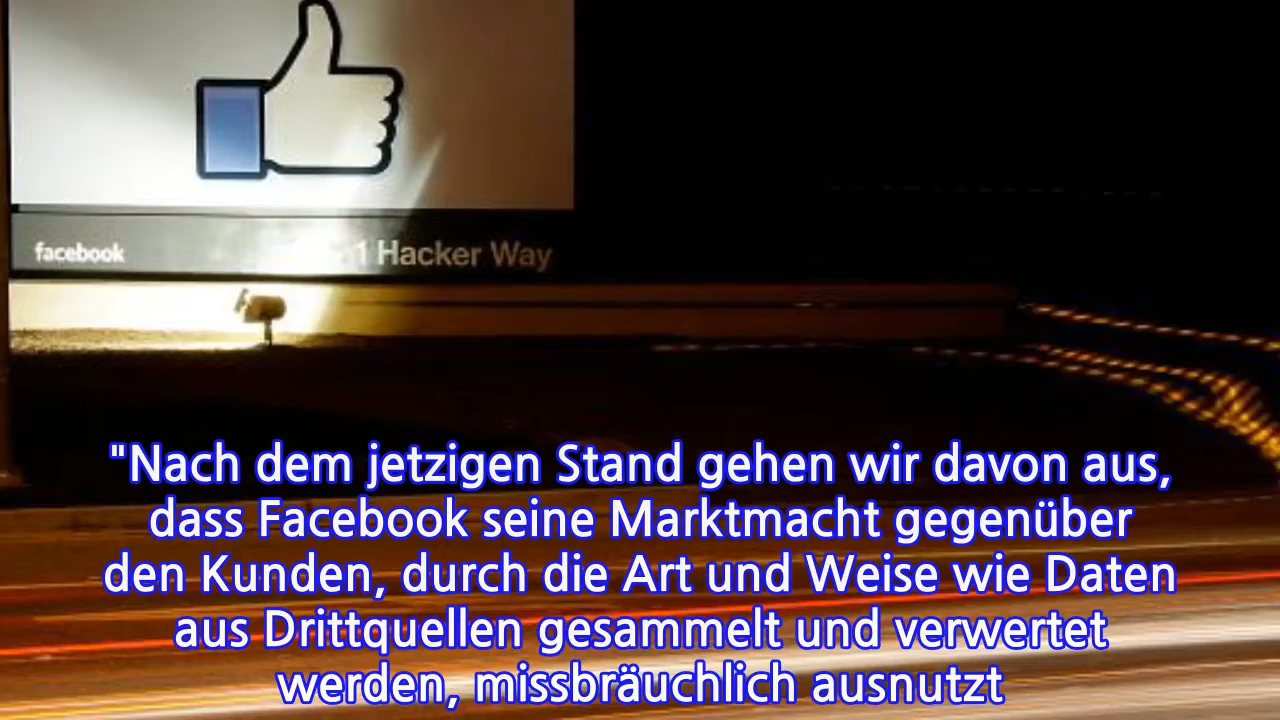 facebook
1 Hacker Way
"Nach dem jetzigen Stand gehen wir davon aus,
dass Facebook seine Marktmacht gegenüber
den Kunden, durch die Art und Weise wie Daten
aus Drittquellen gesammelt und verwertet
werden, missbräuchlich ausnutzt